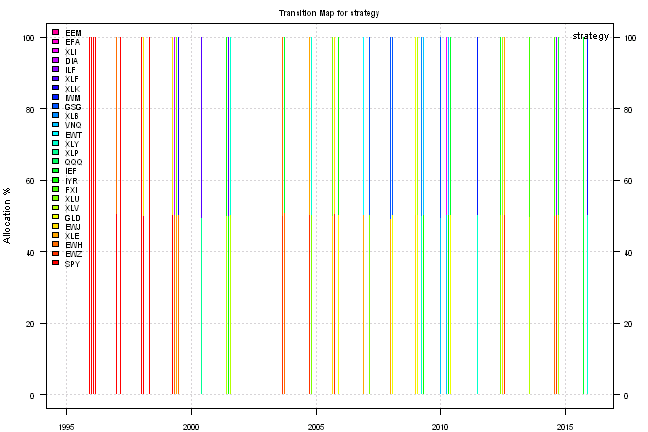 Transition Map for strategy
strategy
EEM
EFA
XLI
DIA
ILF
XLF
XLK
IWM
GSG
XLB
VNQ
EWT
XLY
XLP
QQQ
IEF
IYR
FXI
XLU
XLV
GLD
EWJ
XLE
EWH
EWZ
SPY
Allocation %
100
80
60
40
20
0
100
80
60
40
20
0
1995 2000 2005 2010 2015